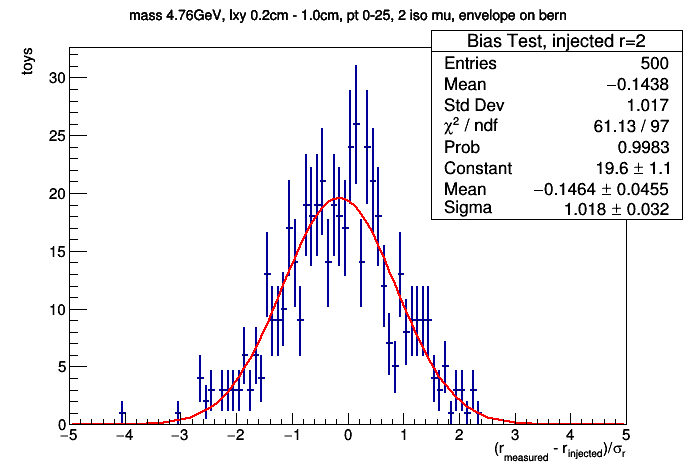 mass 4.76GeV, lxy 0.2cm - 1.0cm, pt 0-25, 2 iso mu, envelope on bern
Bias Test, injected r=2
Entries 500
Mean −0.1438
Std Dev 1.017
χ² / ndf 61.13 / 97
Prob 0.9983
Constant 19.6 ± 1.1
Mean −0.1464 ± 0.0455
Sigma 1.018 ± 0.032
toys
30
25
20
15
10
5
0
−5 −4 −3 −2 −1 0 1 2 3 4 5
(r_measured - r_injected)/σ_r